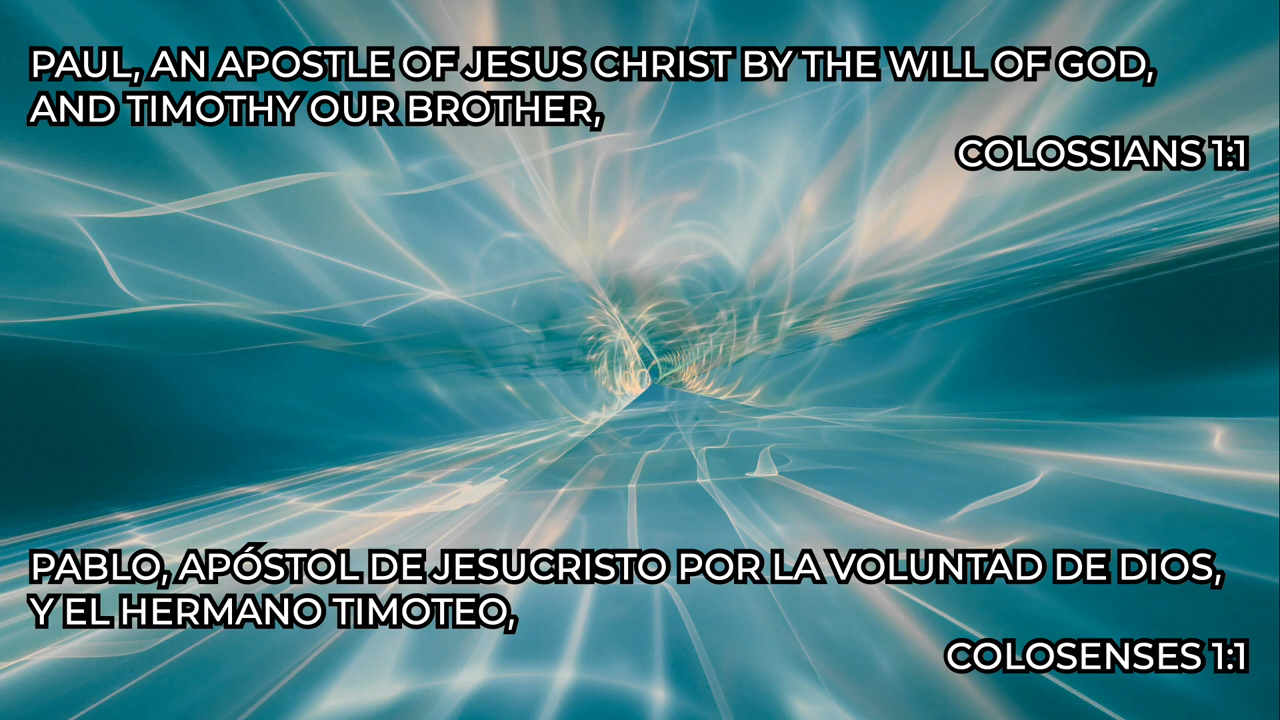 PAUL, AN APOSTLE OF JESUS CHRIST BY THE WILL OF GOD,
AND TIMOTHY OUR BROTHER,
COLOSSIANS 1:1
PABLO, APÓSTOL DE JESUCRISTO POR LA VOLUNTAD DE DIOS,
Y EL HERMANO TIMOTEO,
COLOSENSES 1:1